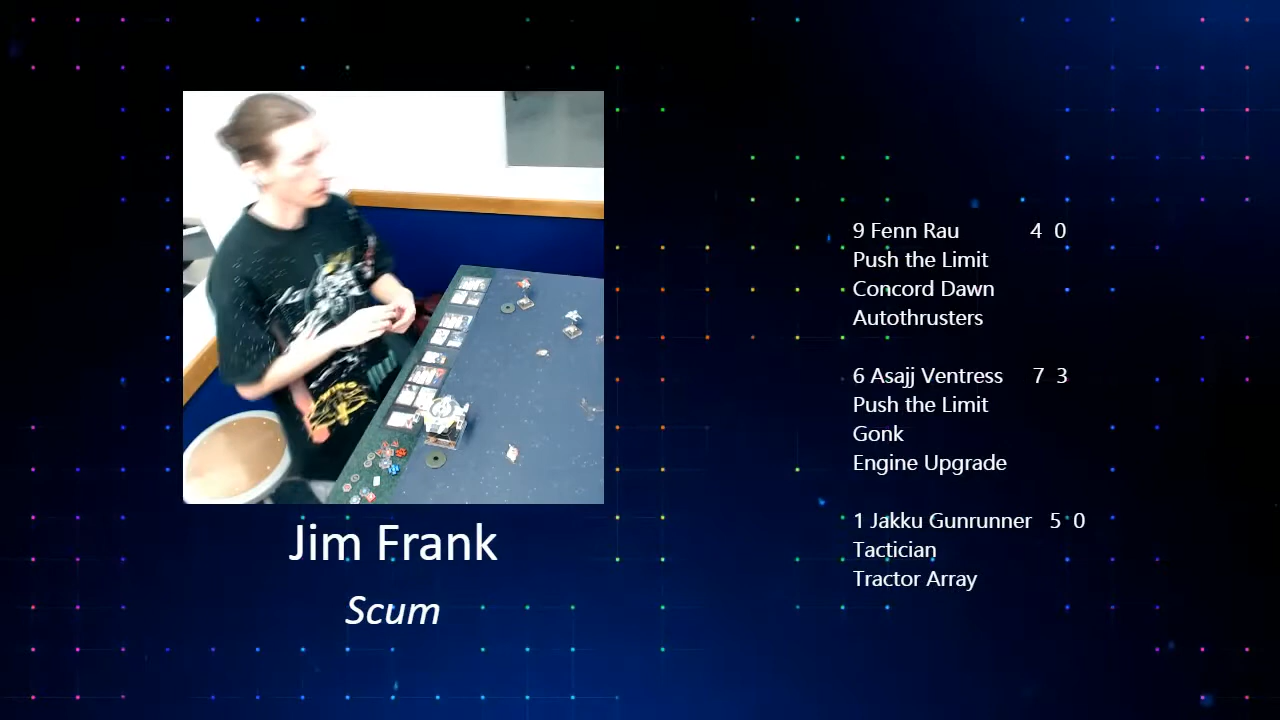 Jim Frank
Scum
9 Fenn Rau 4 0
Push the Limit
Concord Dawn
Autothrusters
6 Asajj Ventress 7 3
Push the Limit
Gonk
Engine Upgrade
1 Jakku Gunrunner 5 0
Tactician
Tractor Array